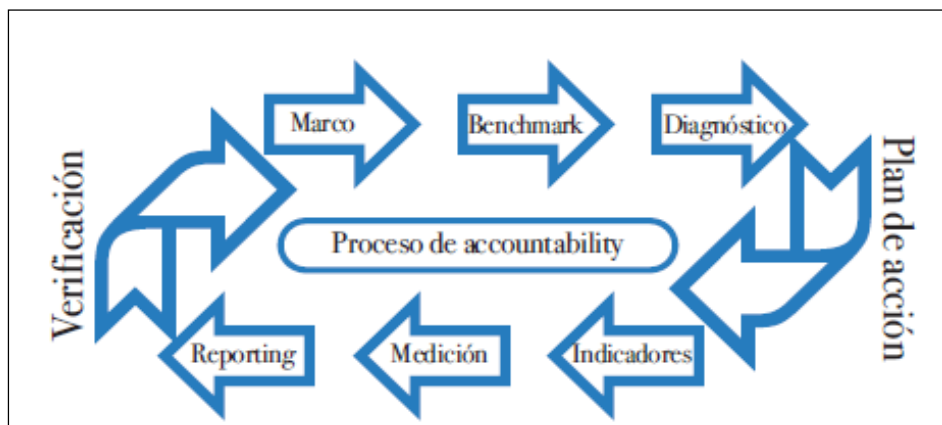 Marco
Benchmark
Diagnóstico
Plan de acción
Proceso de accountability
Indicadores
Medición
Reporting
Verificación